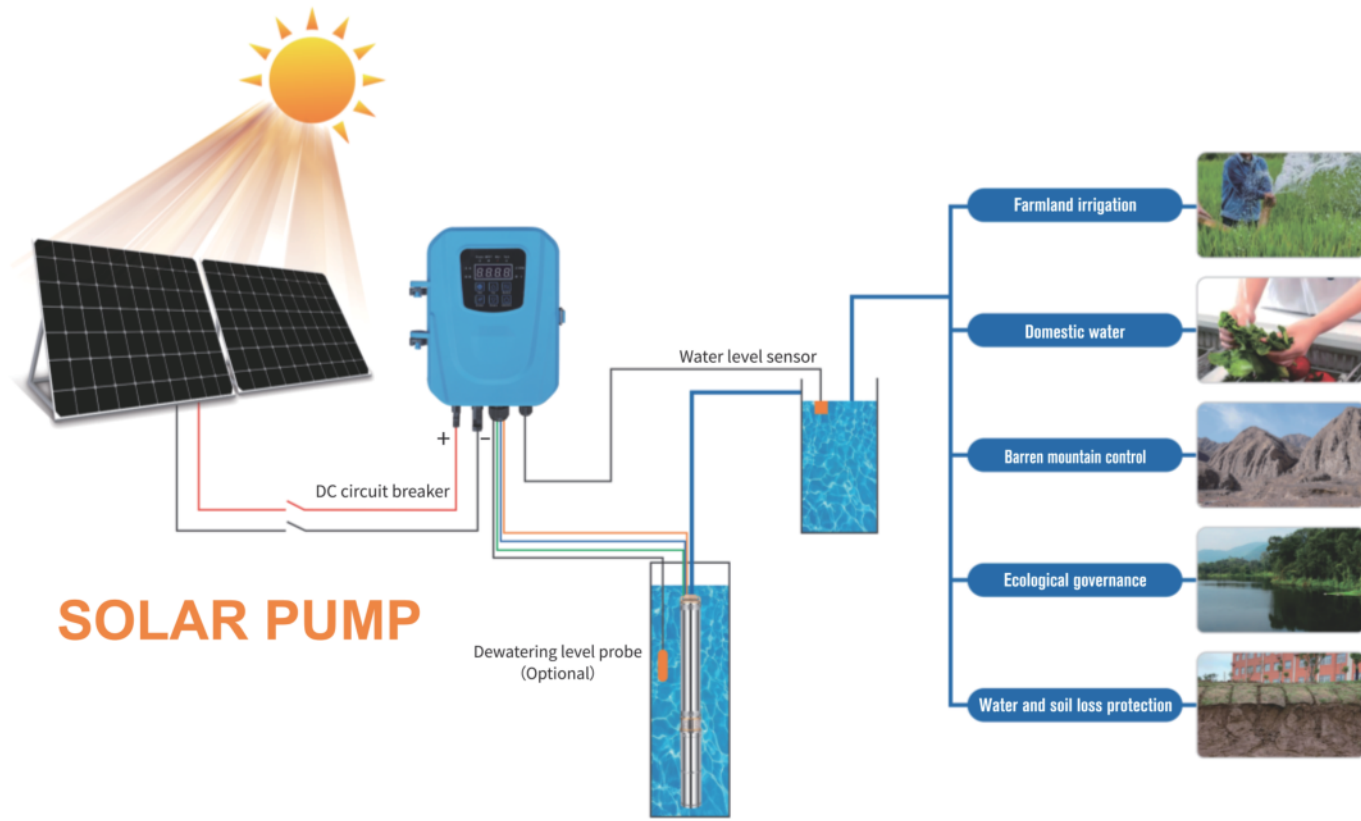 Farmland irrigation
Domestic water
Water level sensor
+
−
Barren mountain control
DC circuit breaker
Ecological governance
SOLAR PUMP
Dewatering level probe
(Optional)
Water and soil loss protection
8888